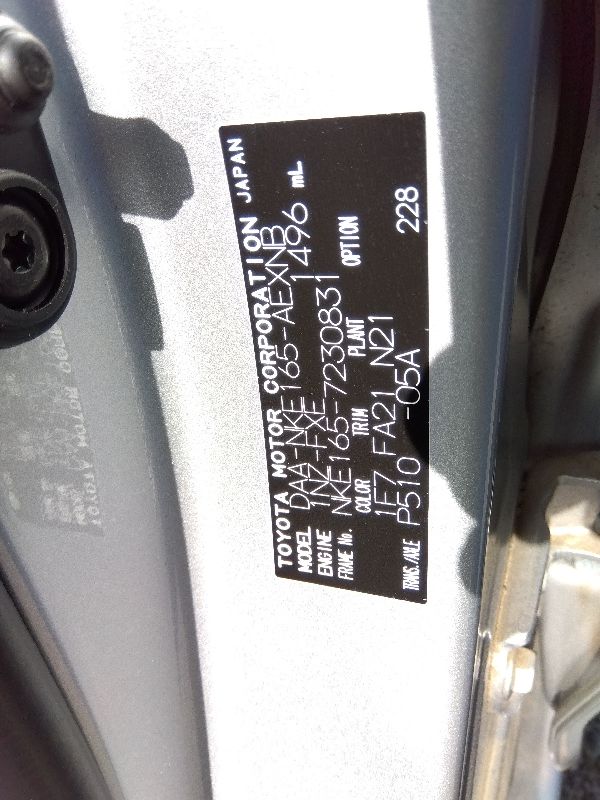 TOYOTA MOTOR CORPORATION JAPAN
MODEL DAA-NKE165-AEXNB
ENGINE 1NZ-FXE 1496 mL
FRAME No. NKE165-7230831
COLOR TRIM PLANT OPTION
1F7 FA21 N21
TRANS./AXLE P510 -05A 228